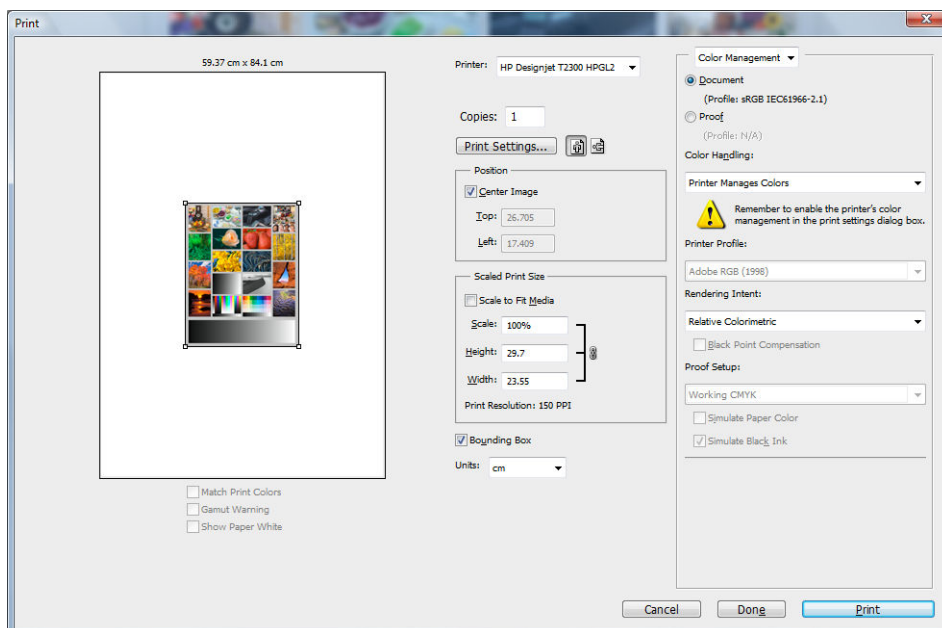 Print
59.37 cm x 84.1 cm
Match Print Colors
Gamut Warning
Show Paper White
Printer: HP Designjet T2300 HPGL2
Copies: 1
Print Settings...
Position
Center Image
Top: 26.705
Left: 17.409
Scaled Print Size
Scale to Fit Media
Scale: 100%
Height: 29.7
Width: 23.55
Print Resolution: 150 PPI
Bounding Box
Units: cm
Color Management
Document
(Profile: sRGB IEC61966-2.1)
Proof
(Profile: N/A)
Color Handling:
Printer Manages Colors
Remember to enable the printer's color
management in the print settings dialog box.
Printer Profile:
Adobe RGB (1998)
Rendering Intent:
Relative Colorimetric
Black Point Compensation
Proof Setup:
Working CMYK
Simulate Paper Color
Simulate Black Ink
Cancel
Done
Print